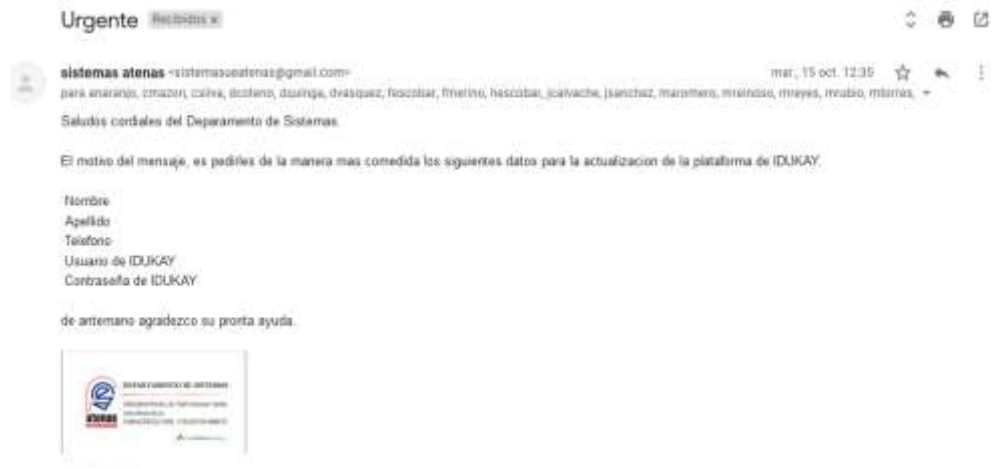 Urgente Recibidos x
sistemas atenas <sistemasueatenas@gmail.com> mar., 15 oct. 12:35
para enaranjo, cmazon, csilva, dcoteno, dquinga, dvasquez, fescobar, fmerino, hescobar, jcalvache, jsanchez, maromero, mreinoso, mreyes, mrubio, mtorres,
Saludos cordiales del Deparamento de Sistemas.
El motivo del mensaje, es pedirles de la manera mas comedida los siguientes datos para la actualizacion de la plataforma de IDUKAY.
Nombre
Apellido
Telefono
Usuario de IDUKAY
Contraseña de IDUKAY
de antemano agradezco su pronta ayuda.
DEPARTAMENTO DE SISTEMAS
atenas